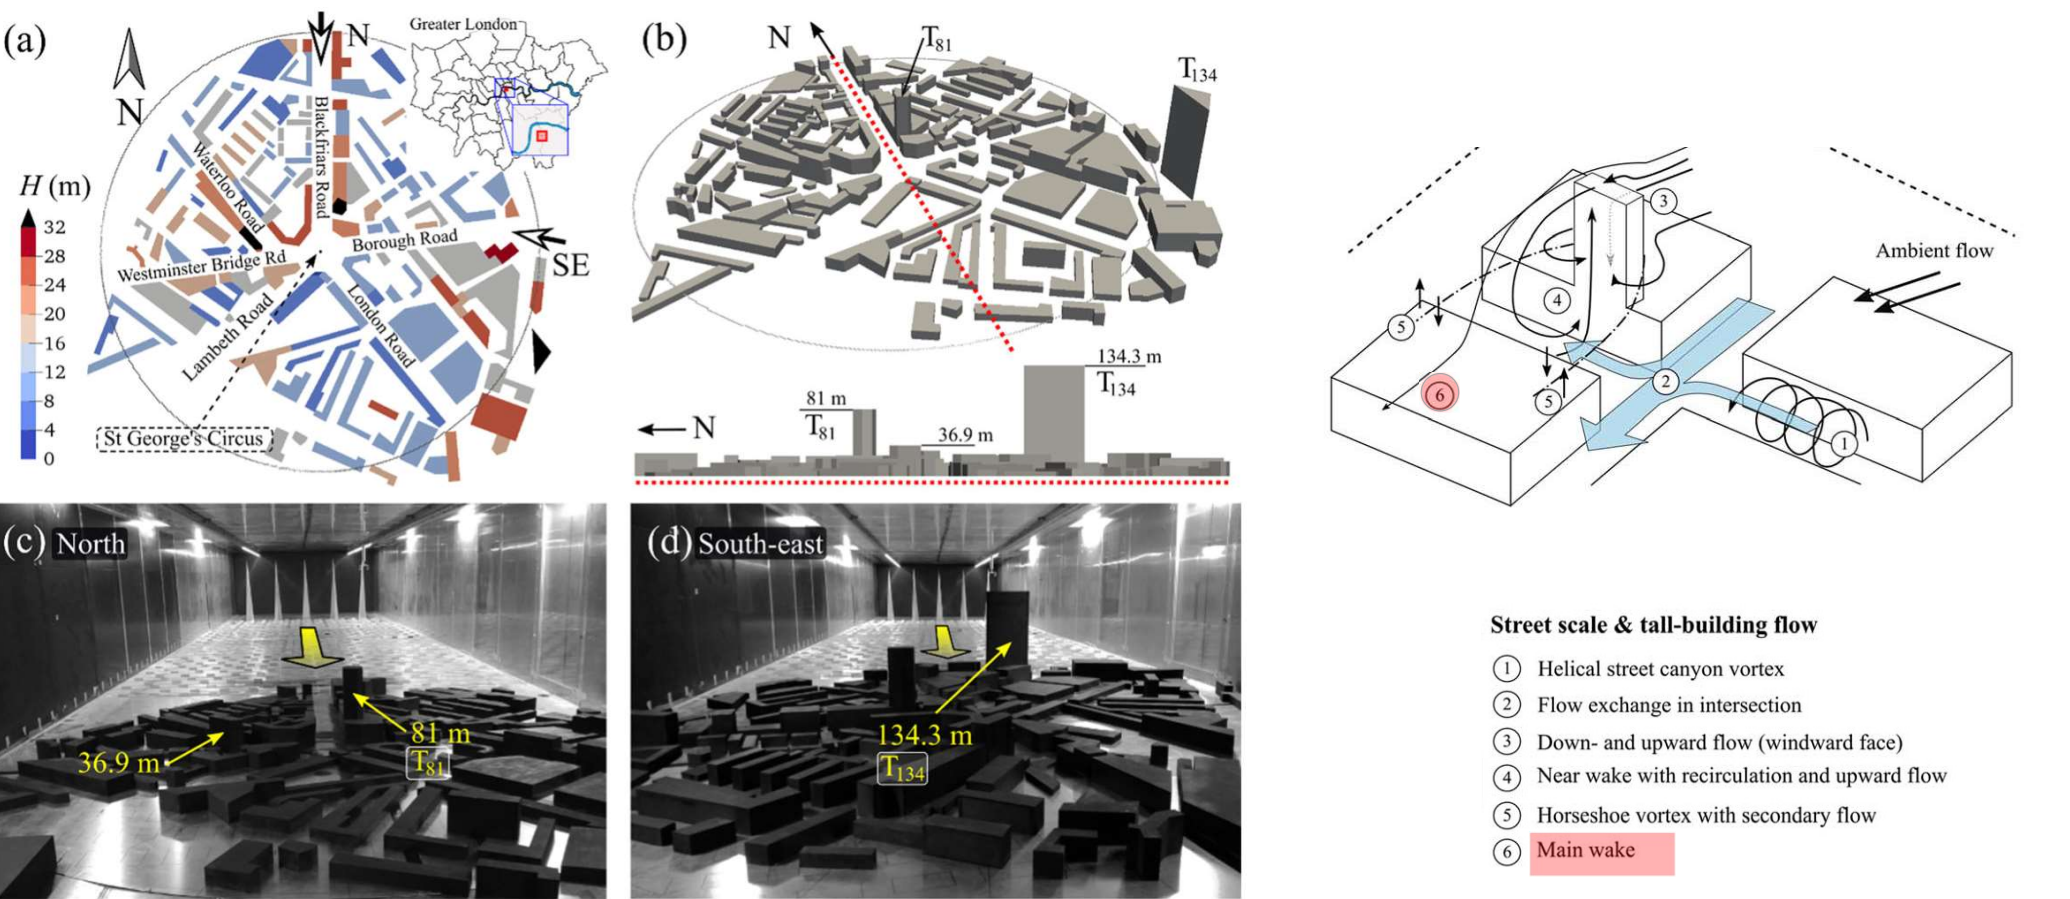 (a)
N
N
Greater London
H (m)
32
28
24
20
16
12
8
4
0
Blackfriars Road
Waterloo Road
Borough Road
SE
Westminster Bridge Rd
Lambeth Road
London Road
St George's Circus
(b)
N
T81
T134
134.3 m
T134
81 m
T81
36.9 m
N
(c) North
36.9 m
81 m
T81
(d) South-east
134.3 m
T134
Ambient flow
3
4
5
6
5
2
1
Street scale & tall-building flow
1 Helical street canyon vortex
2 Flow exchange in intersection
3 Down- and upward flow (windward face)
4 Near wake with recirculation and upward flow
5 Horseshoe vortex with secondary flow
6 Main wake